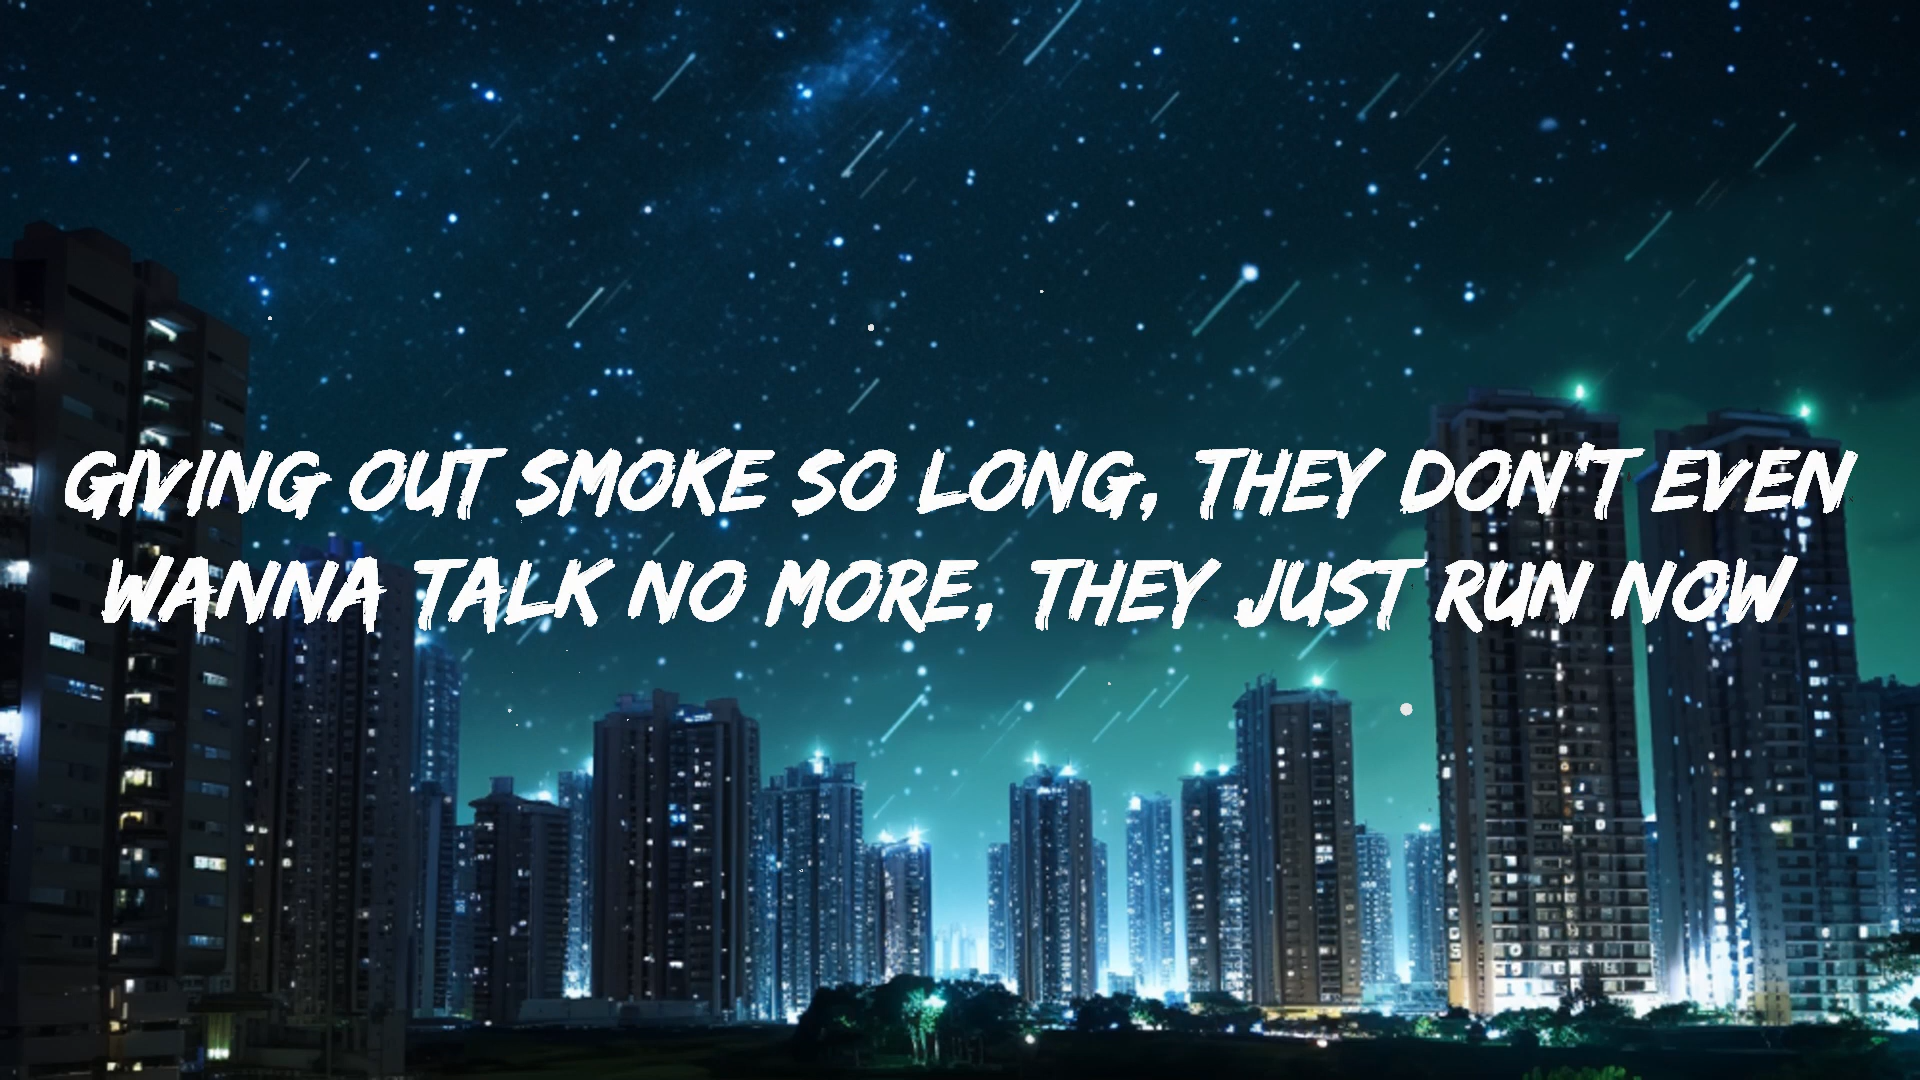 GIVING OUT SMOKE SO LONG, THEY DON'T EVEN
WANNA TALK NO MORE, THEY JUST RUN NOW